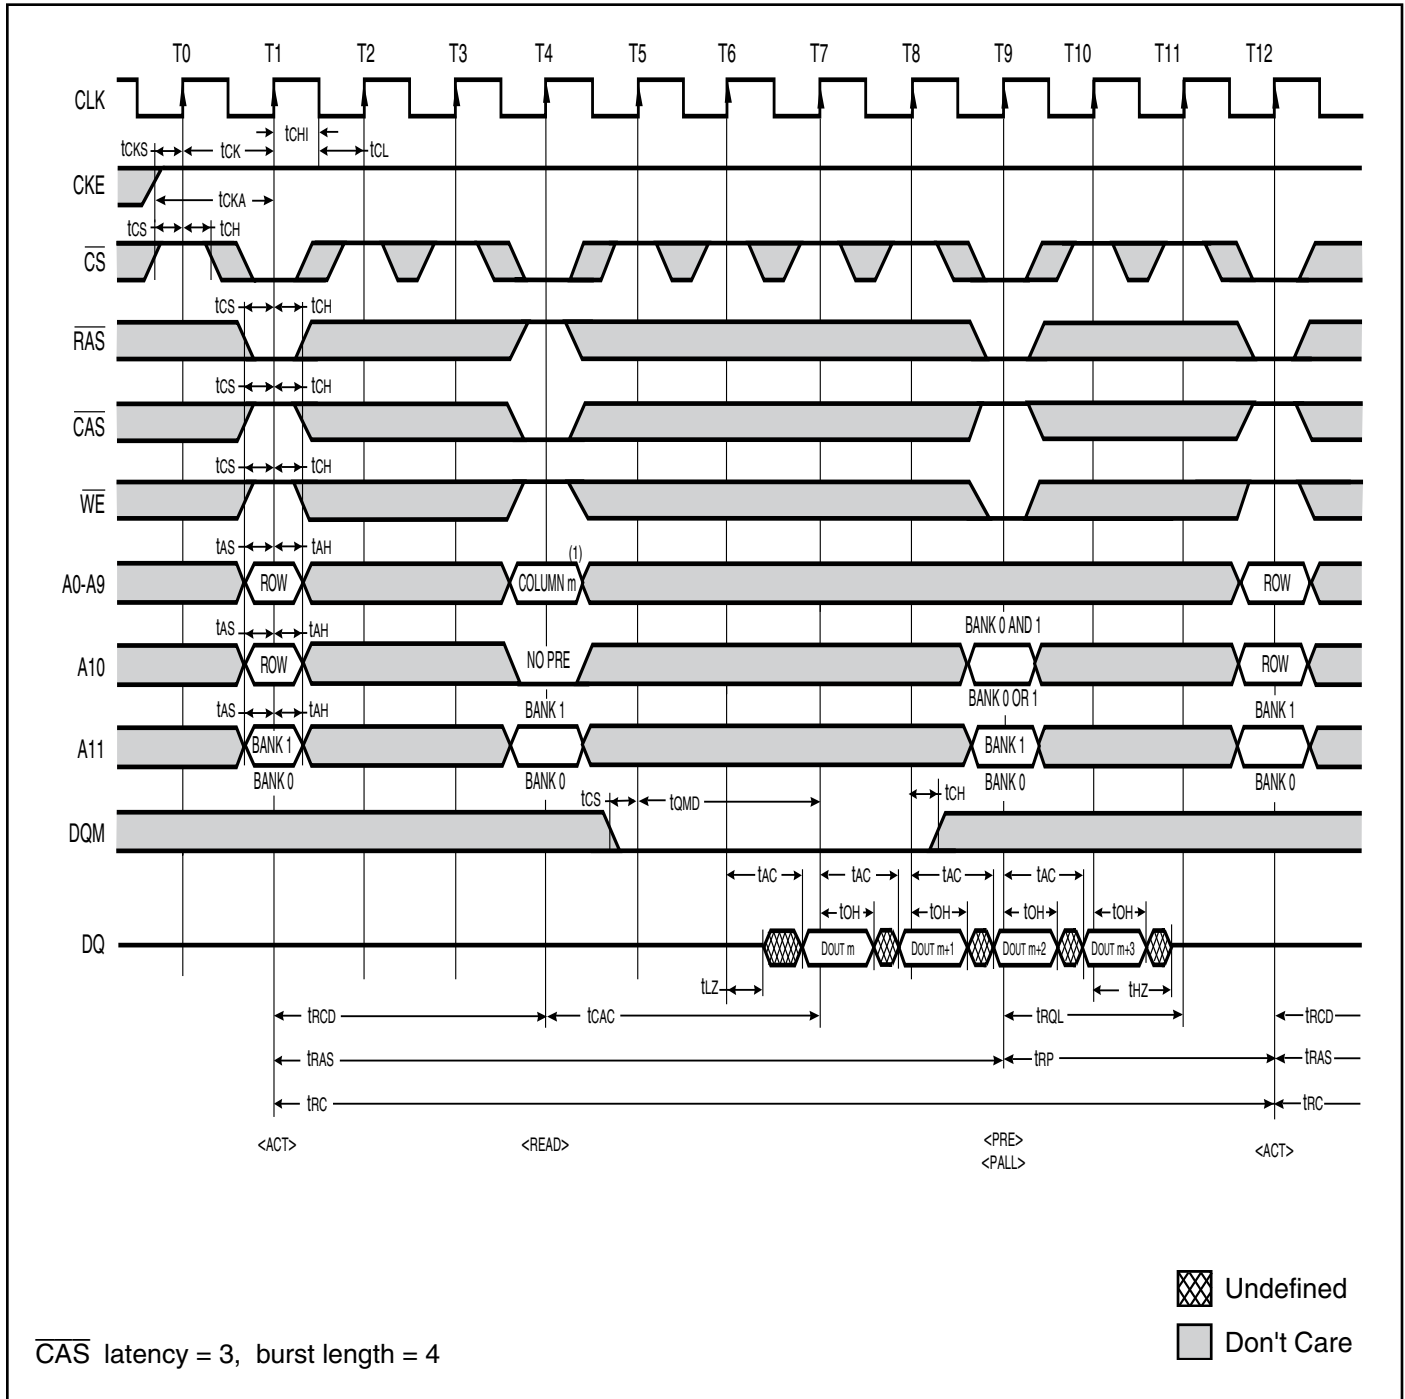 T0 T1 T2 T3 T4 T5 T6 T7 T8 T9 T10 T11 T12
CLK
tCHI
tCKS tCK tCL
CKE
tCKA
tCS tCH
CS
tCS tCH
RAS
tCS tCH
CAS
tCS tCH
WE
tAS tAH (1)
A0-A9 ROW COLUMN m ROW
BANK 0 AND 1
tAS tAH
A10 ROW NO PRE ROW
BANK 0 OR 1
tAS tAH BANK 1 BANK 1
A11 BANK 1 BANK 1
BANK 0 BANK 0 BANK 0 BANK 0
tCS tQMD tCH
DQM
tAC tAC tAC tAC
tOH tOH tOH tOH
DQ DOUT m DOUT m+1 DOUT m+2 DOUT m+3
tLZ tHZ
tRCD tCAC tRQL tRCD
tRAS tRP tRAS
tRC tRC
<ACT> <READ> <PRE> <ACT>
<PALL>
Undefined
Don't Care
CAS latency = 3, burst length = 4